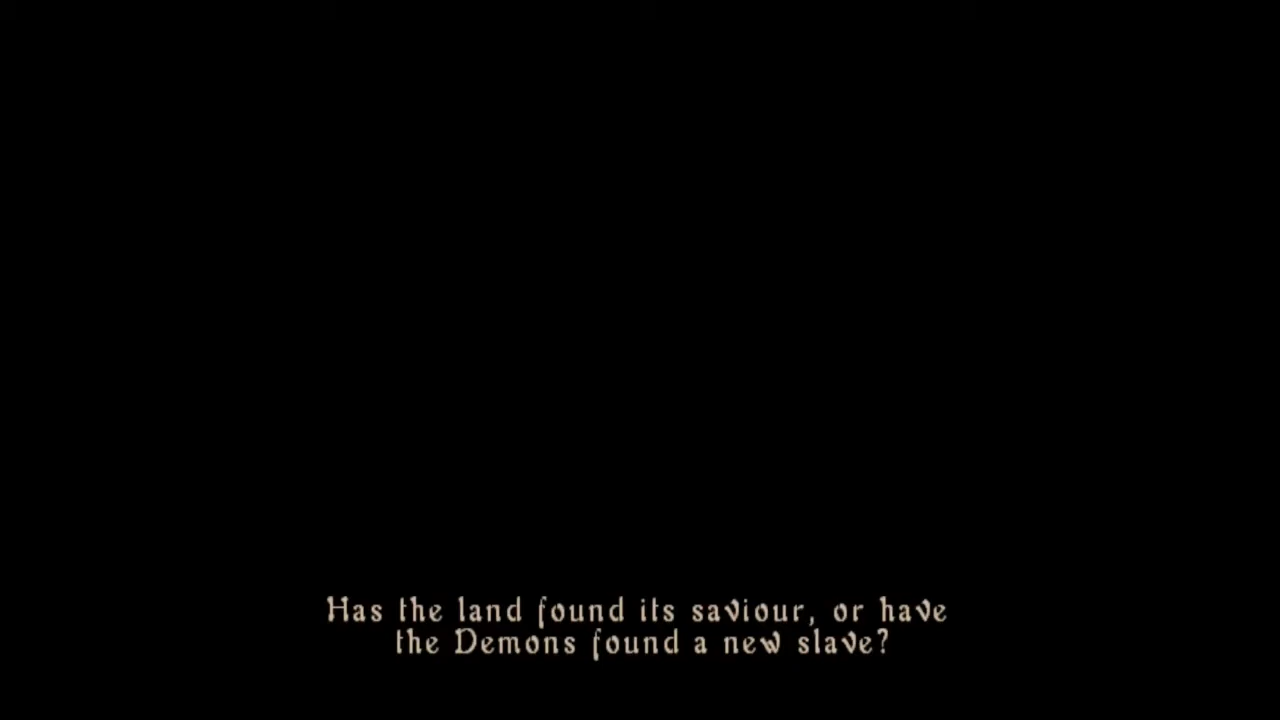 Has the land found its saviour, or have
the Demons found a new slave?